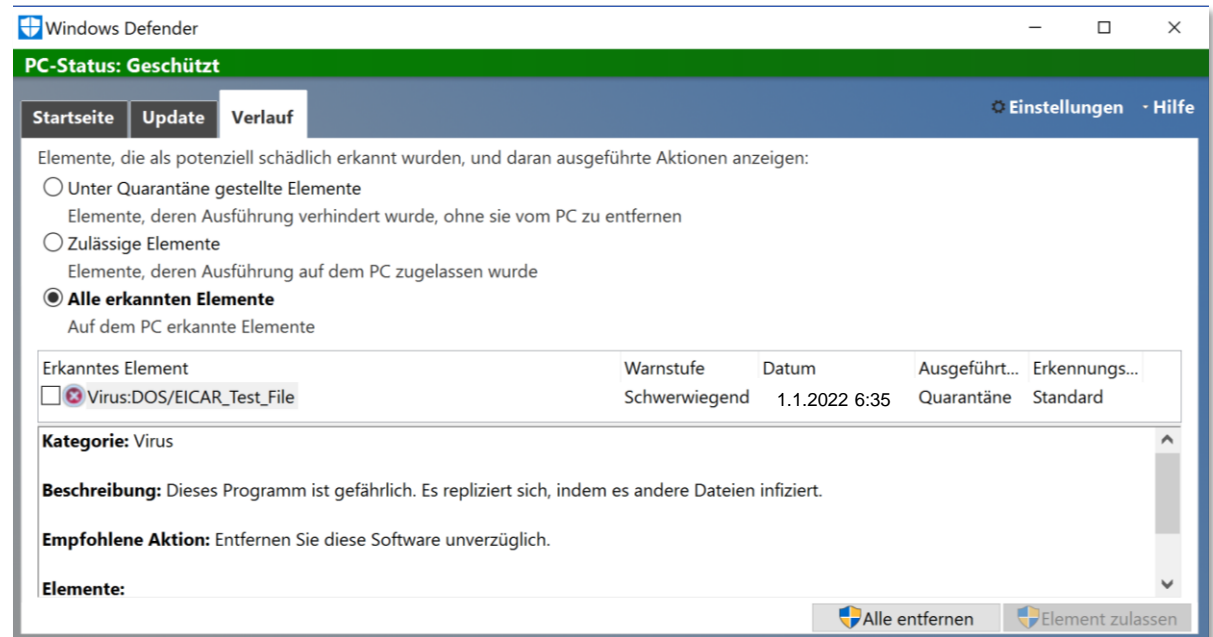 Windows Defender
PC-Status: Geschützt
Startseite Update Verlauf Einstellungen Hilfe
Elemente, die als potenziell schädlich erkannt wurden, und daran ausgeführte Aktionen anzeigen:
Unter Quarantäne gestellte Elemente
Elemente, deren Ausführung verhindert wurde, ohne sie vom PC zu entfernen
Zulässige Elemente
Elemente, deren Ausführung auf dem PC zugelassen wurde
Alle erkannten Elemente
Auf dem PC erkannte Elemente
Erkanntes Element Warnstufe Datum Ausgeführt... Erkennungs...
Virus:DOS/EICAR_Test_File Schwerwiegend 1.1.2022 6:35 Quarantäne Standard
Kategorie: Virus
Beschreibung: Dieses Programm ist gefährlich. Es repliziert sich, indem es andere Dateien infiziert.
Empfohlene Aktion: Entfernen Sie diese Software unverzüglich.
Elemente:
Alle entfernen Element zulassen